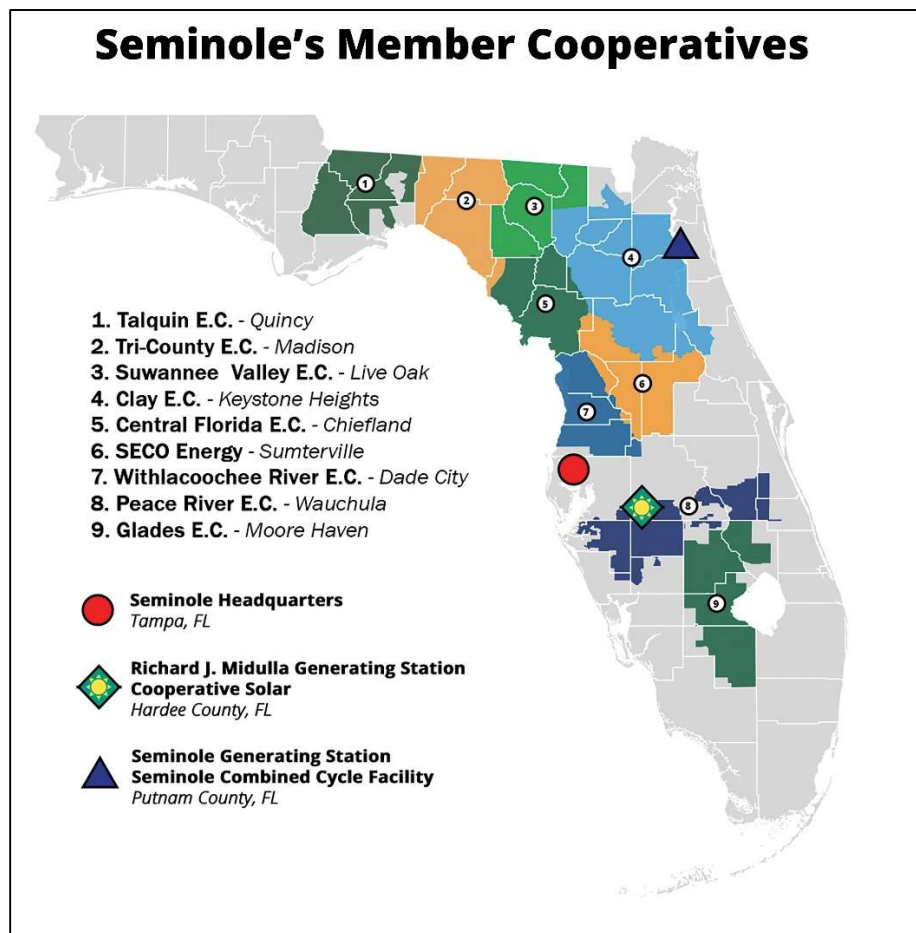 Seminole’s Member Cooperatives
1
2
3
4
5
6
7
8
9
1. Talquin E.C. - Quincy
2. Tri-County E.C. - Madison
3. Suwannee Valley E.C. - Live Oak
4. Clay E.C. - Keystone Heights
5. Central Florida E.C. - Chiefland
6. SECO Energy - Sumterville
7. Withlacoochee River E.C. - Dade City
8. Peace River E.C. - Wauchula
9. Glades E.C. - Moore Haven
Seminole Headquarters
Tampa, FL
Richard J. Midulla Generating Station
Cooperative Solar
Hardee County, FL
Seminole Generating Station
Seminole Combined Cycle Facility
Putnam County, FL